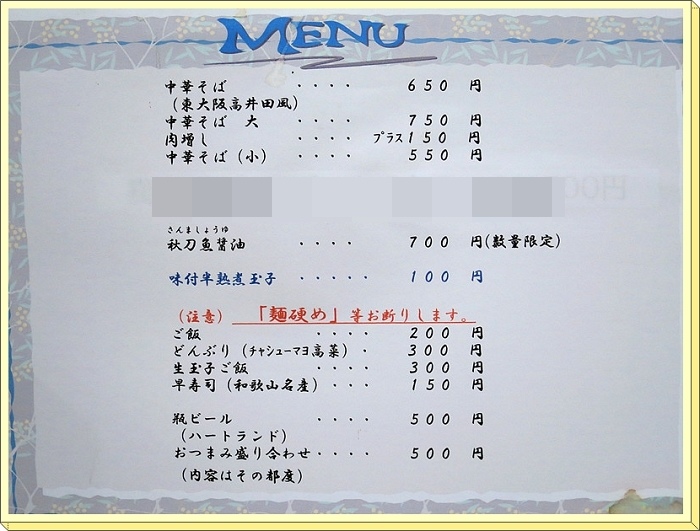 MENU
中華そば ・・・・ 650 円
(東大阪高井田風)
中華そば 大 ・・・・ 750 円
肉増し ・・・・ プラス150 円
中華そば(小) ・・・・ 550 円
00円
さんましょうゆ
秋刀魚醤油 ・・・・ 700 円(数量限定)
味付半熟煮玉子 ・・・・・ 100 円
(注意) 「麺硬め」等お断りします。
ご飯 ・・・・ 200 円
どんぶり(チャシューマヨ高菜) ・ 300 円
生玉子ご飯 ・・・・ 300 円
早寿司(和歌山名産) ・・・ 150 円
瓶ビール ・・・・ 500 円
(ハートランド)
おつまみ盛り合わせ・・・・ 500 円
(内容はその都度)